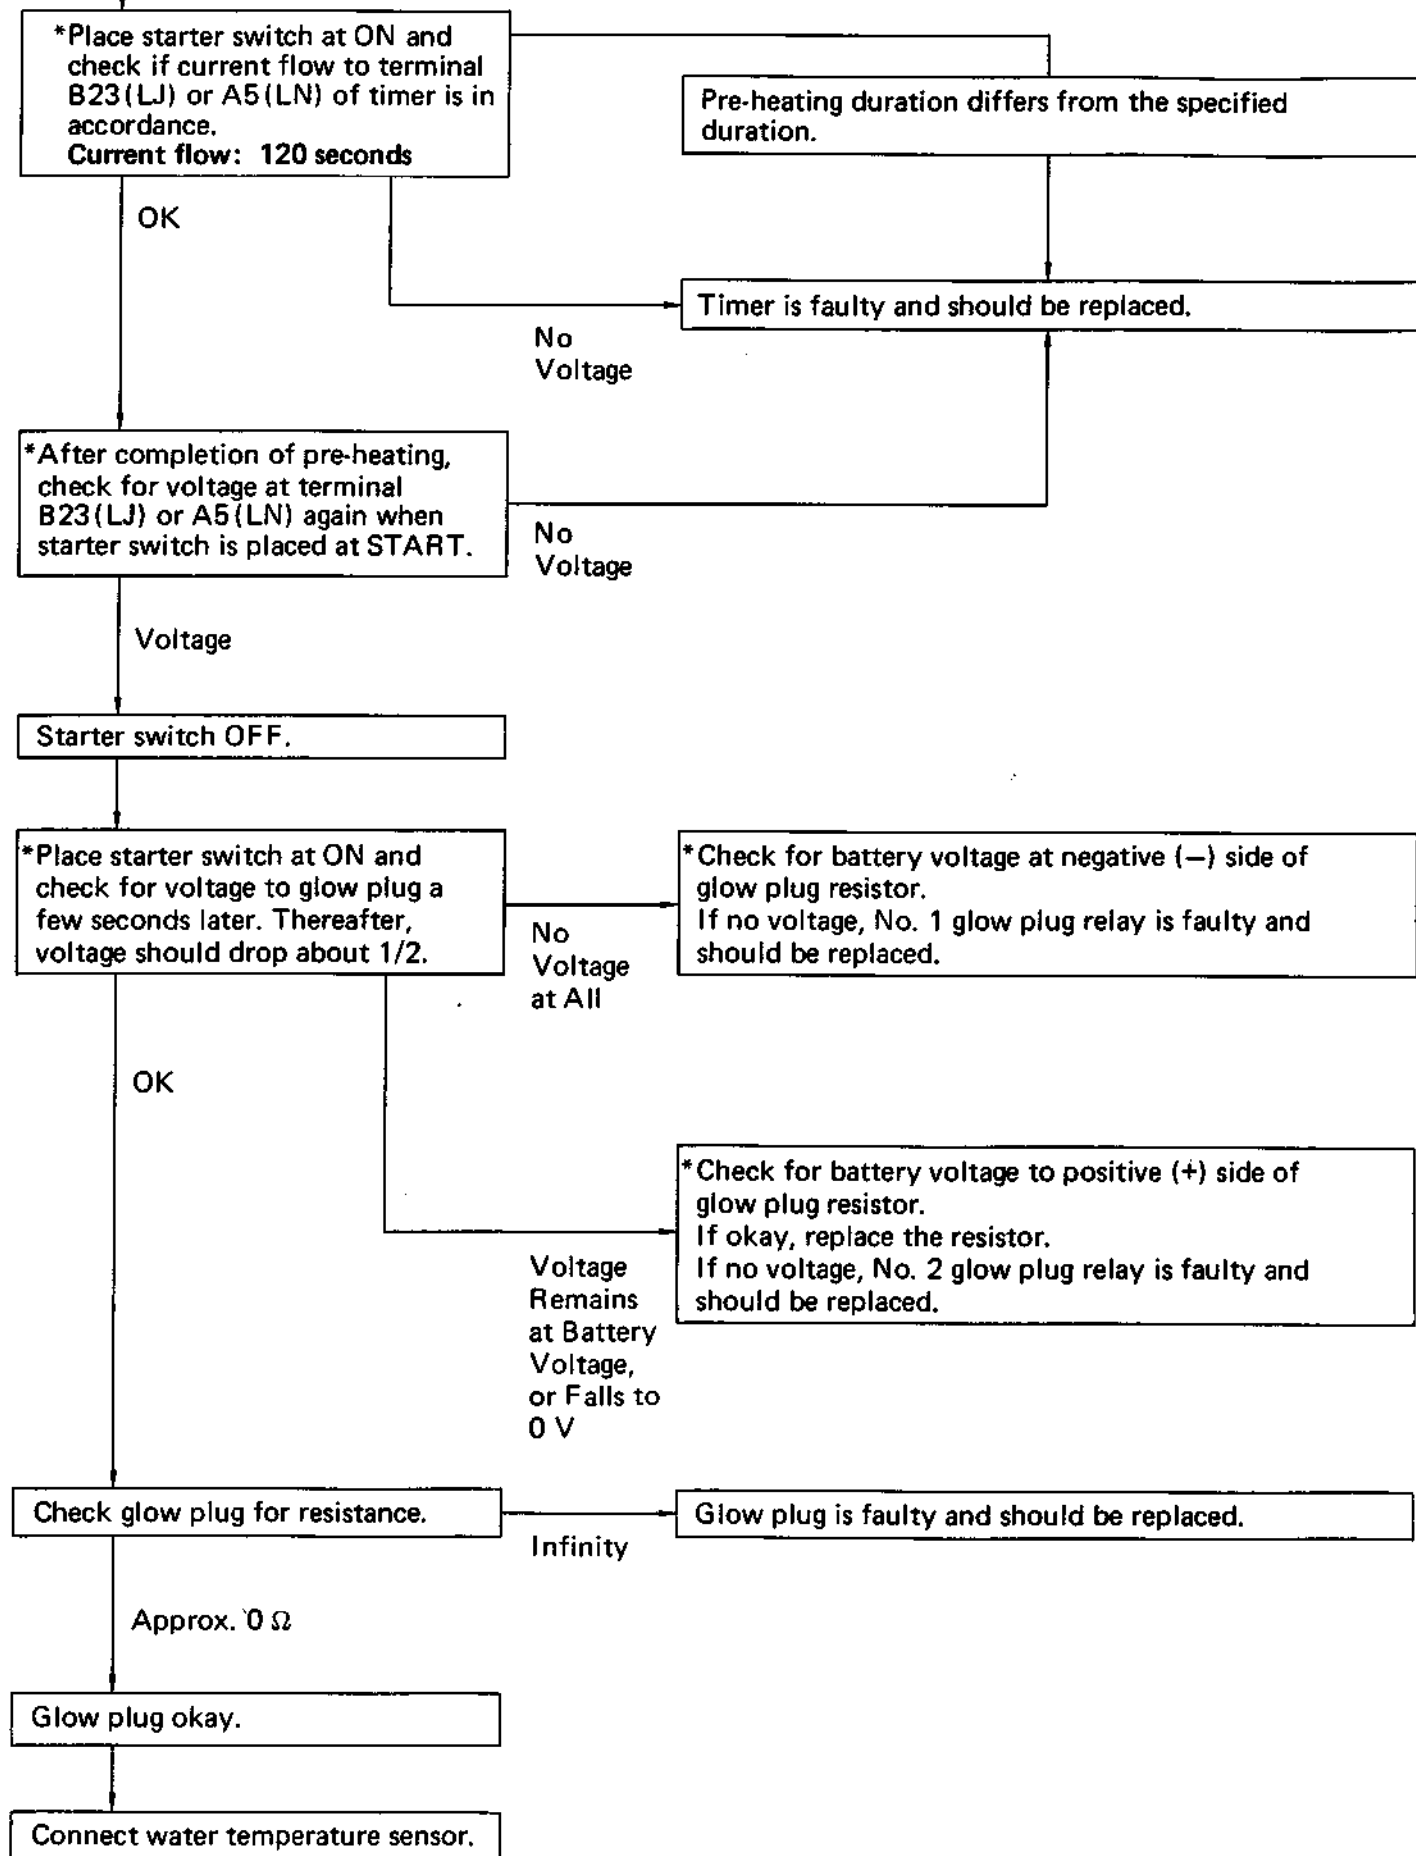 *Place starter switch at ON and
check if current flow to terminal
B23(LJ) or A5(LN) of timer is in
accordance.
Current flow: 120 seconds
Pre-heating duration differs from the specified
duration.
OK
Timer is faulty and should be replaced.
No
Voltage
*After completion of pre-heating,
check for voltage at terminal
B23(LJ) or A5(LN) again when
starter switch is placed at START.
No
Voltage
Voltage
Starter switch OFF.
*Place starter switch at ON and
check for voltage to glow plug a
few seconds later. Thereafter,
voltage should drop about 1/2.
No
Voltage
at All
*Check for battery voltage at negative (−) side of
glow plug resistor.
If no voltage, No. 1 glow plug relay is faulty and
should be replaced.
OK
Voltage
Remains
at Battery
Voltage,
or Falls to
0 V
*Check for battery voltage to positive (+) side of
glow plug resistor.
If okay, replace the resistor.
If no voltage, No. 2 glow plug relay is faulty and
should be replaced.
Check glow plug for resistance.
Infinity
Glow plug is faulty and should be replaced.
Approx. 0 Ω
Glow plug okay.
Connect water temperature sensor.